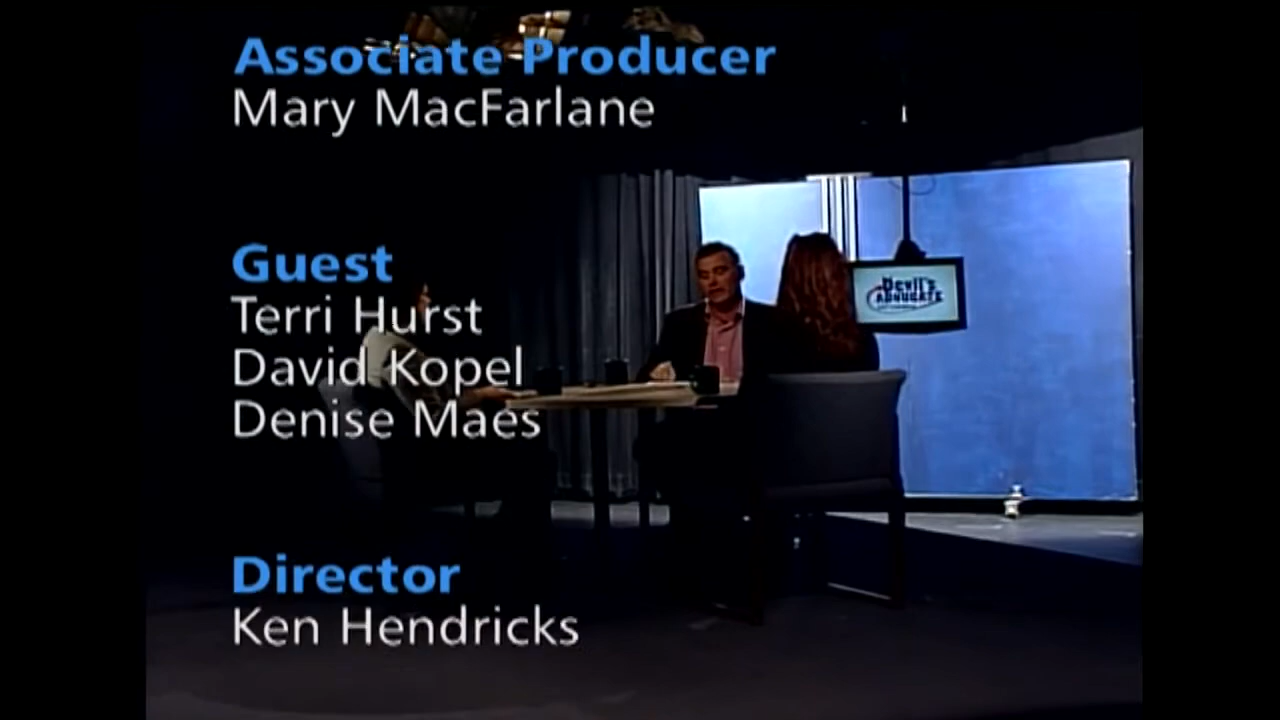 Associate Producer
Mary MacFarlane
Guest
Terri Hurst
David Kopel
Denise Maes
Director
Ken Hendricks
Devil's
ADVOCATE